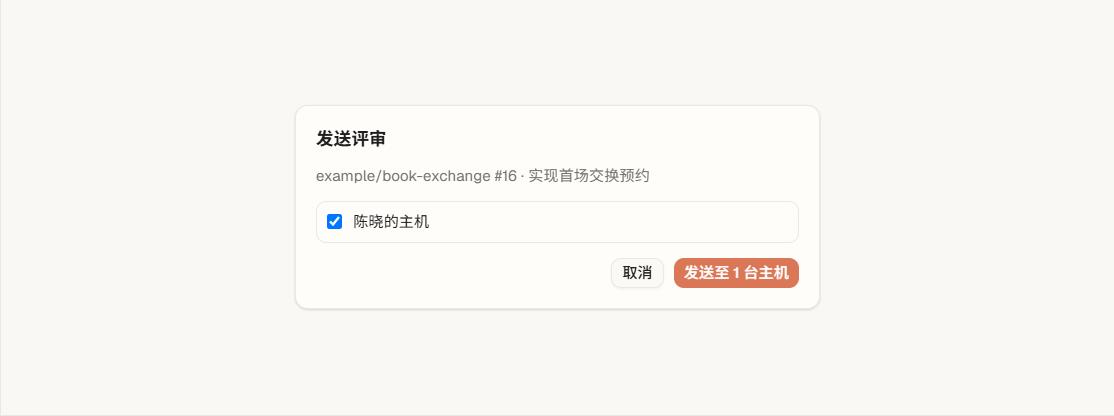 发送评审
example/book-exchange #16 · 实现首场交换预约
陈晓的主机
取消
发送至 1 台主机